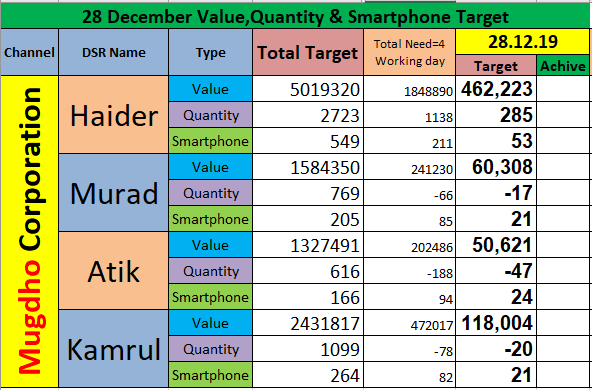 28 December Value,Quantity & Smartphone Target
Channel DSR Name Type Total Target Total Need=4 Working day 28.12.19
Target Achive
Mugdho Corporation
Haider Value 5019320 1848890 462,223
Quantity 2723 1138 285
Smartphone 549 211 53
Murad Value 1584350 241230 60,308
Quantity 769 -66 -17
Smartphone 205 85 21
Atik Value 1327491 202486 50,621
Quantity 616 -188 -47
Smartphone 166 94 24
Kamrul Value 2431817 472017 118,004
Quantity 1099 -78 -20
Smartphone 264 82 21